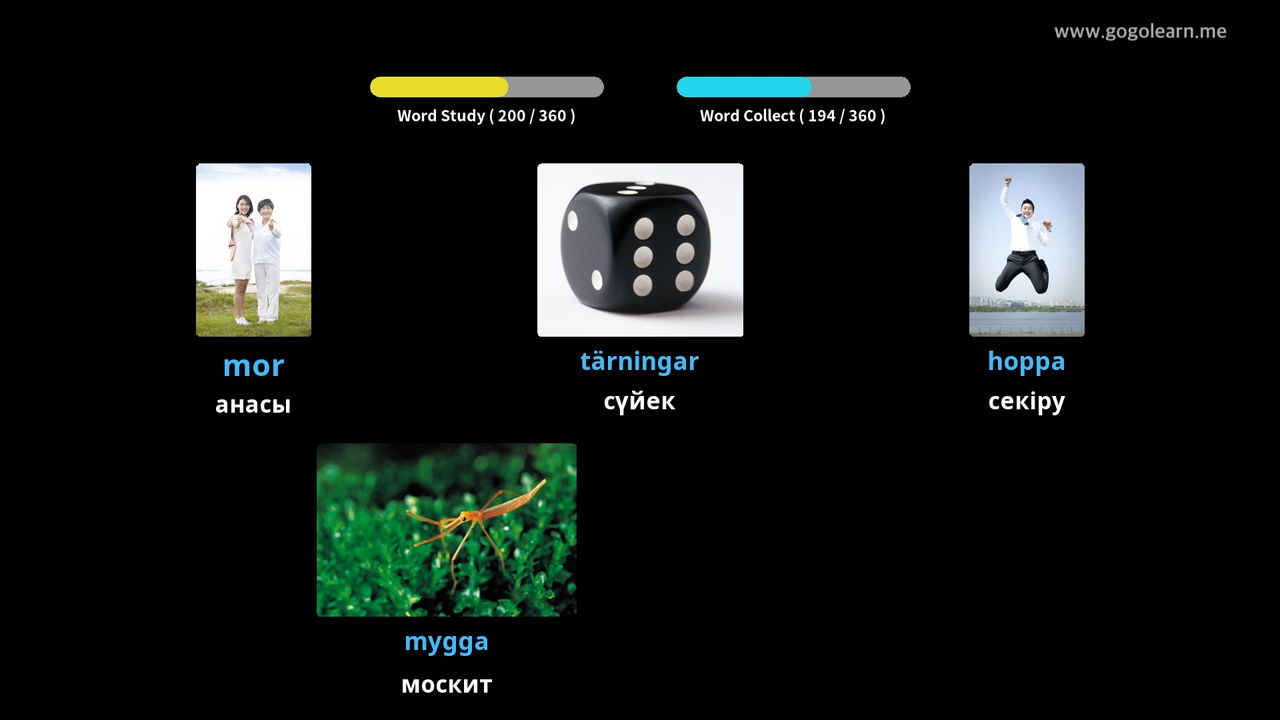 www.gogolearn.me
Word Study ( 200 / 360 )
Word Collect ( 194 / 360 )
mor
анасы
tärningar
сүйек
hoppa
секіру
mygga
москит